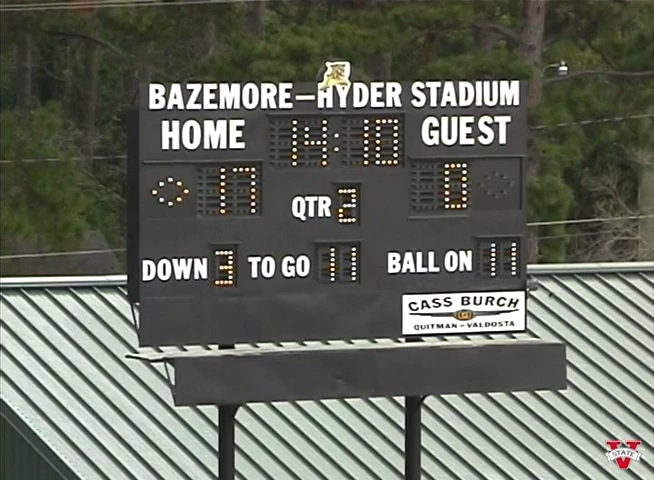 BAZEMORE-HYDER STADIUM
HOME 14:10 GUEST
17 QTR 2 0
DOWN 3 TO GO 11 BALL ON 11
CASS BURCH
QUITMAN-VALDOSTA
V STATE